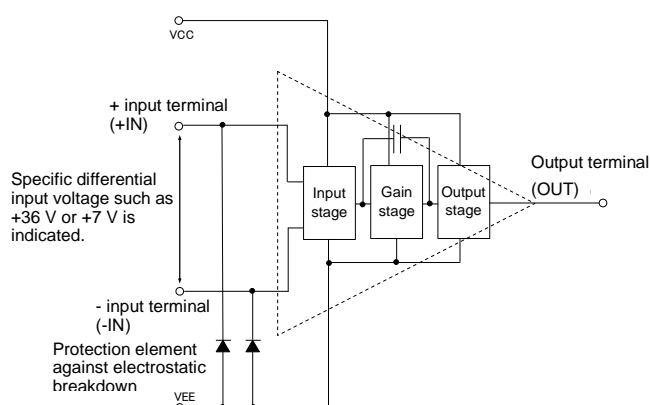 VCC
+ input terminal
(+IN)
Specific differential
input voltage such as
+36 V or +7 V is
indicated.
Input
stage
Gain
stage
Output
stage
Output terminal
(OUT)
- input terminal
(-IN)
Protection element
against electrostatic
breakdown
VEE